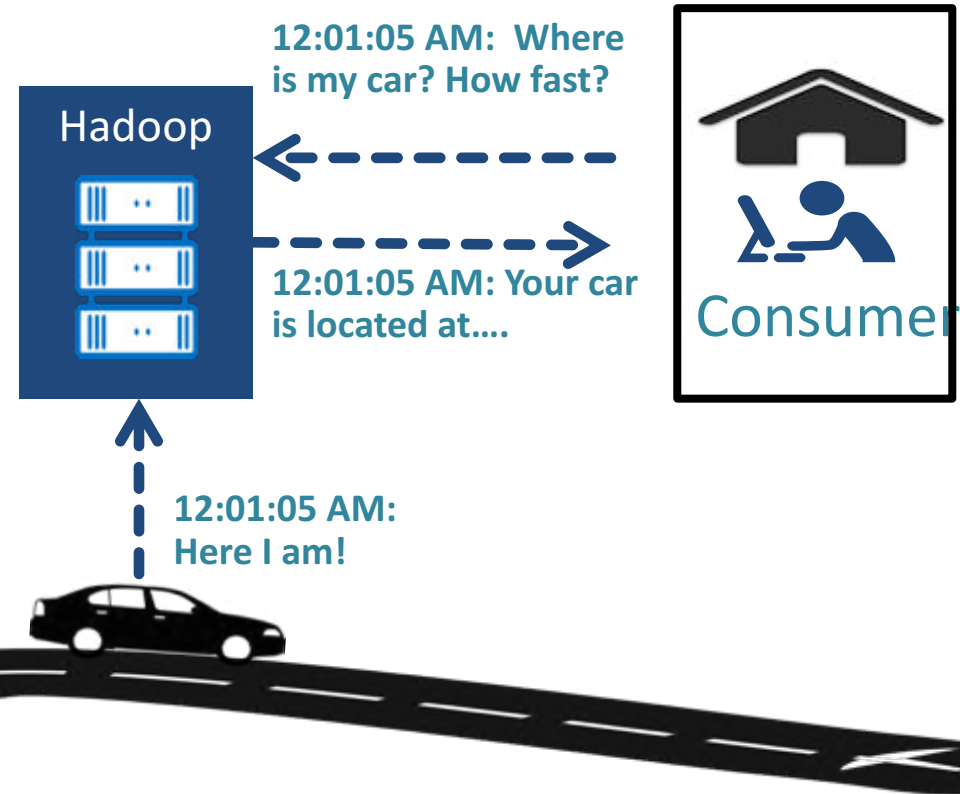 12:01:05 AM:  Where
is my car? How fast?
Hadoop
12:01:05 AM: Your car
is located at….
Consumer
12:01:05 AM:
Here I am!